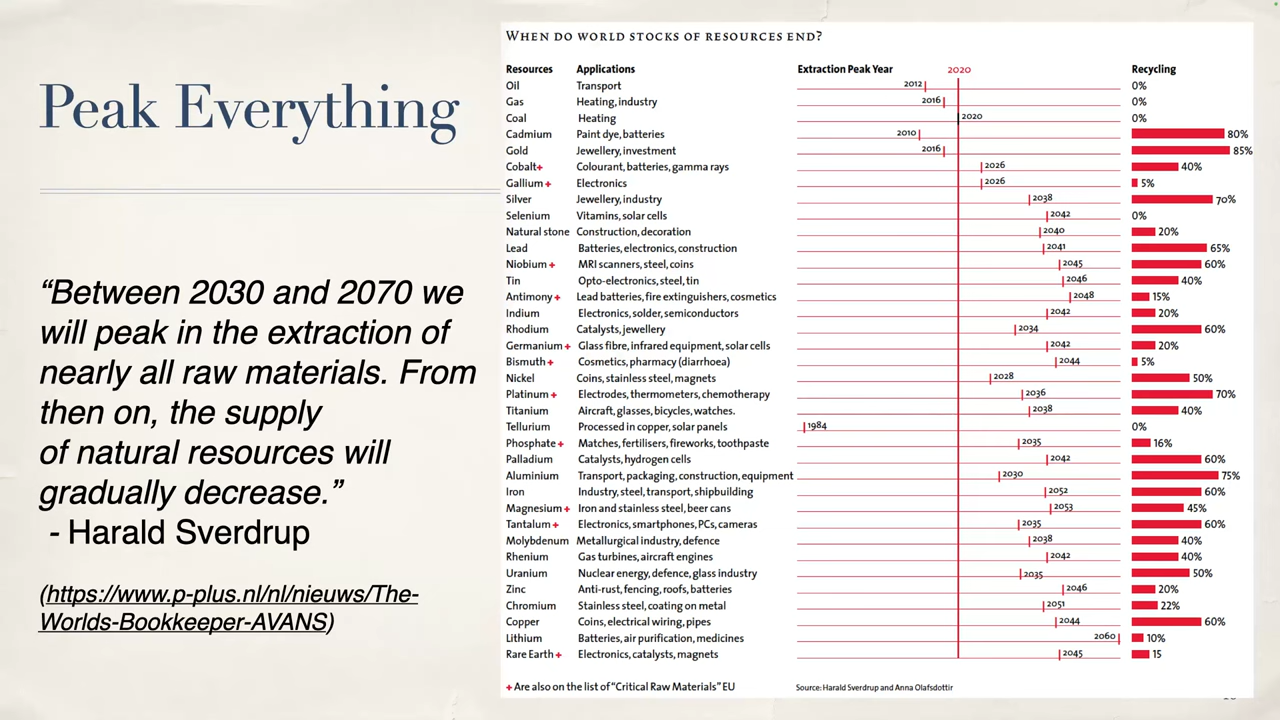 Peak Everything
“Between 2030 and 2070 we
will peak in the extraction of
nearly all raw materials. From
then on, the supply
of natural resources will
gradually decrease.”
- Harald Sverdrup
(https://www.p-plus.nl/nl/nieuws/The-
Worlds-Bookkeeper-AVANS)
WHEN DO WORLD STOCKS OF RESOURCES END?
Resources Applications Extraction Peak Year 2020 Recycling
Oil Transport 2012 0%
Gas Heating, industry 2016 0%
Coal Heating 2020 0%
Cadmium Paint dye, batteries 2010 80%
Gold Jewellery, investment 2016 85%
Cobalt+ Colourant, batteries, gamma rays 2026 40%
Gallium + Electronics 2026 5%
Silver Jewellery, industry 2038 70%
Selenium Vitamins, solar cells 2042 0%
Natural stone Construction, decoration 2040 20%
Lead Batteries, electronics, construction 2041 65%
Niobium + MRI scanners, steel, coins 2045 60%
Tin Opto-electronics, steel, tin 2046 40%
Antimony + Lead batteries, fire extinguishers, cosmetics 2048 15%
Indium Electronics, solder, semiconductors 2042 20%
Rhodium Catalysts, jewellery 2034 60%
Germanium + Glass fibre, infrared equipment, solar cells 2042 20%
Bismuth + Cosmetics, pharmacy (diarrhoea) 2044 5%
Nickel Coins, stainless steel, magnets 2028 50%
Platinum + Electrodes, thermometers, chemotherapy 2036 70%
Titanium Aircraft, glasses, bicycles, watches. 2038 40%
Tellurium Processed in copper, solar panels 1984 0%
Phosphate + Matches, fertilisers, fireworks, toothpaste 2035 16%
Palladium Catalysts, hydrogen cells 2042 60%
Aluminium Transport, packaging, construction, equipment 2030 75%
Iron Industry, steel, transport, shipbuilding 2052 60%
Magnesium + Iron and stainless steel, beer cans 2053 45%
Tantalum + Electronics, smartphones, PCs, cameras 2035 60%
Molybdenum Metallurgical industry, defence 2038 40%
Rhenium Gas turbines, aircraft engines 2042 40%
Uranium Nuclear energy, defence, glass industry 2035 50%
Zinc Anti-rust, fencing, roofs, batteries 2046 20%
Chromium Stainless steel, coating on metal 2051 22%
Copper Coins, electrical wiring, pipes 2044 60%
Lithium Batteries, air purification, medicines 2060 10%
Rare Earth + Electronics, catalysts, magnets 2045 15
+ Are also on the list of “Critical Raw Materials” EU Source: Harald Sverdrup and Anna Olafsdottir